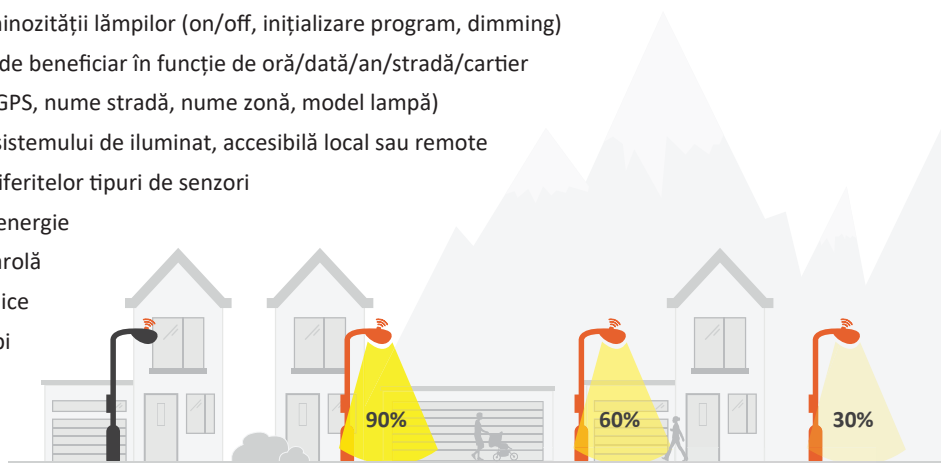 minozității lămpilor (on/off, inițializare program, dimming)
de beneficiar în funcție de oră/dată/an/stradă/cartier
GPS, nume stradă, nume zonă, model lampă)
sistemului de iluminat, accesibilă local sau remote
iferitelor tipuri de senzori
energie
arolă
ice
oi
90%
60%
30%